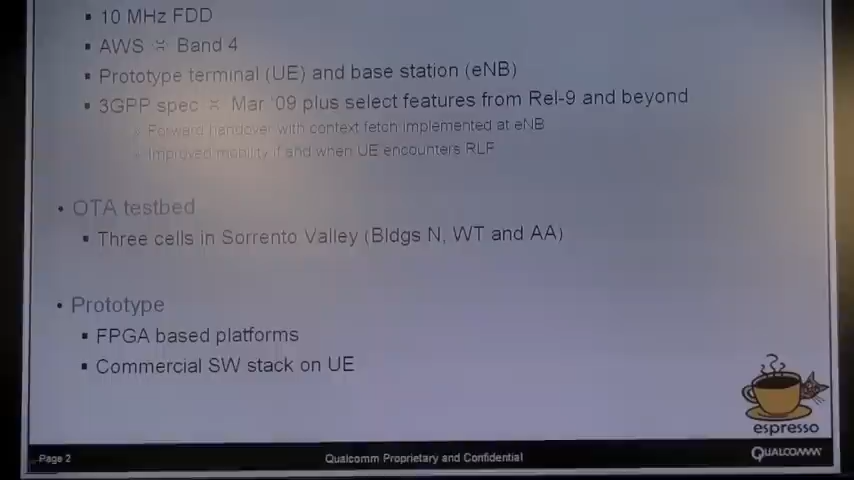 ▪ 10 MHz FDD
▪ AWS × Band 4
▪ Prototype terminal (UE) and base station (eNB)
▪ 3GPP spec × Mar '09 plus select features from Rel-9 and beyond
Forward handover with context fetch implemented at eNB
Improved mobility if and when UE encounters RLF
• OTA testbed
▪ Three cells in Sorrento Valley (Bldgs N, WT and AA)
• Prototype
▪ FPGA based platforms
▪ Commercial SW stack on UE
espresso
Page 2
Qualcomm Proprietary and Confidential
QUALCOMM